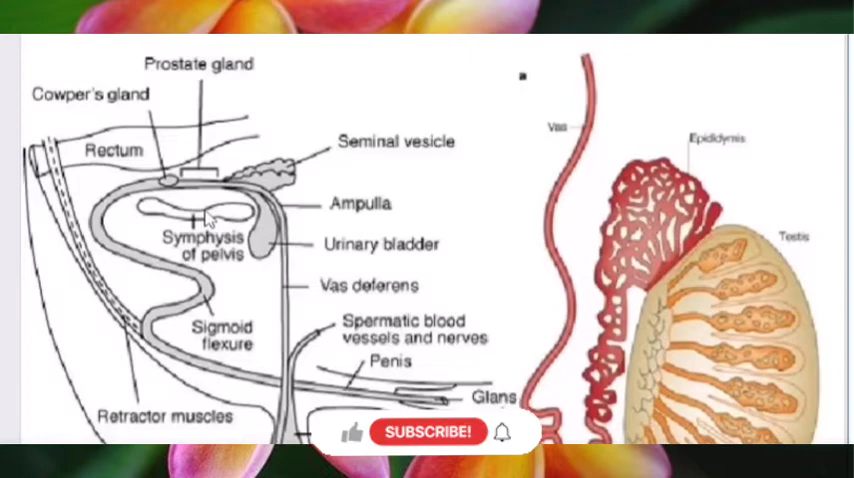 Prostate gland
Cowper's gland
Rectum
Seminal vesicle
Ampulla
Symphysis
of pelvis
Urinary bladder
Vas deferens
Sigmoid
flexure
Spermatic blood
vessels and nerves
Penis
Glans
Retractor muscles
a
Vas
Epididymis
Testis
SUBSCRIBE!